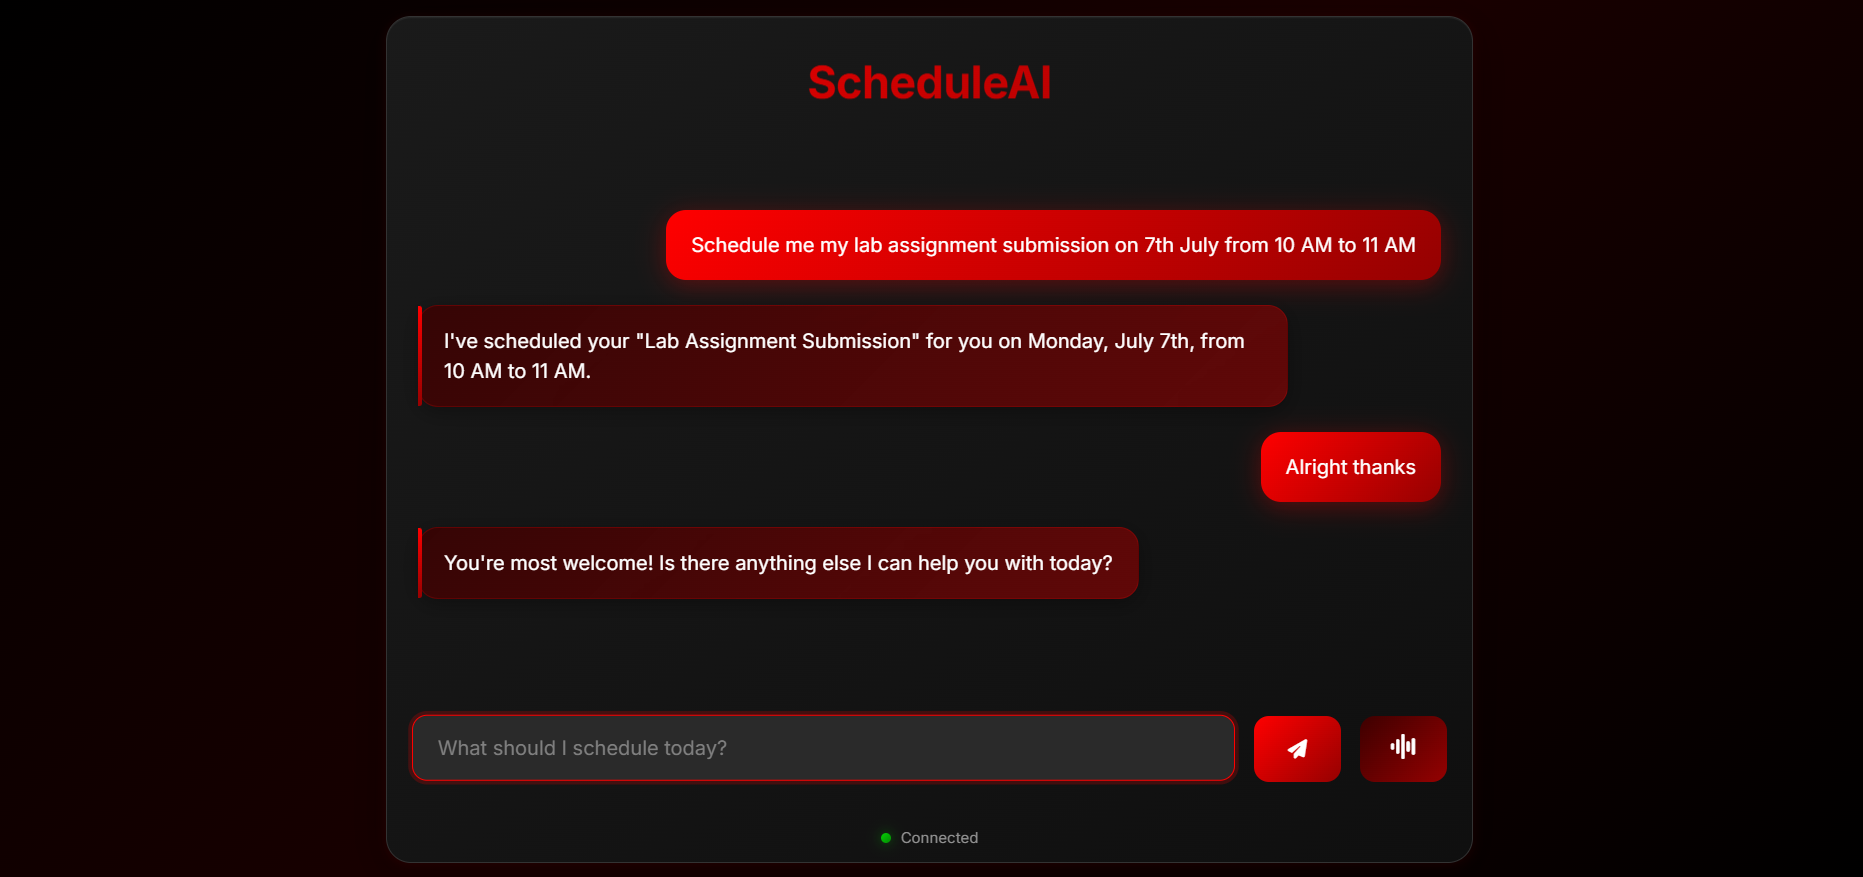 ScheduleAI
Schedule me my lab assignment submission on 7th July from 10 AM to 11 AM
I've scheduled your "Lab Assignment Submission" for you on Monday, July 7th, from
10 AM to 11 AM.
Alright thanks
You're most welcome! Is there anything else I can help you with today?
What should I schedule today?
Connected